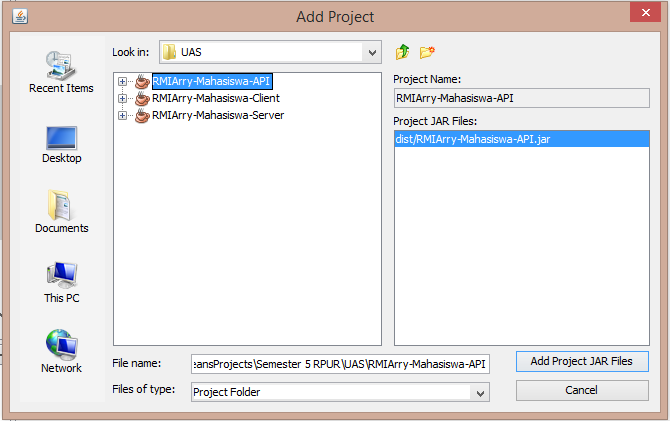 Add Project
Look in:
UAS
Recent Items
Desktop
Documents
This PC
Network
RMIArry-Mahasiswa-API
RMIArry-Mahasiswa-Client
RMIArry-Mahasiswa-Server
Project Name:
RMIArry-Mahasiswa-API
Project JAR Files:
dist/RMIArry-Mahasiswa-API.jar
File name:
eansProjects\Semester 5 RPUR\UAS\RMIArry-Mahasiswa-API
Add Project JAR Files
Files of type:
Project Folder
Cancel